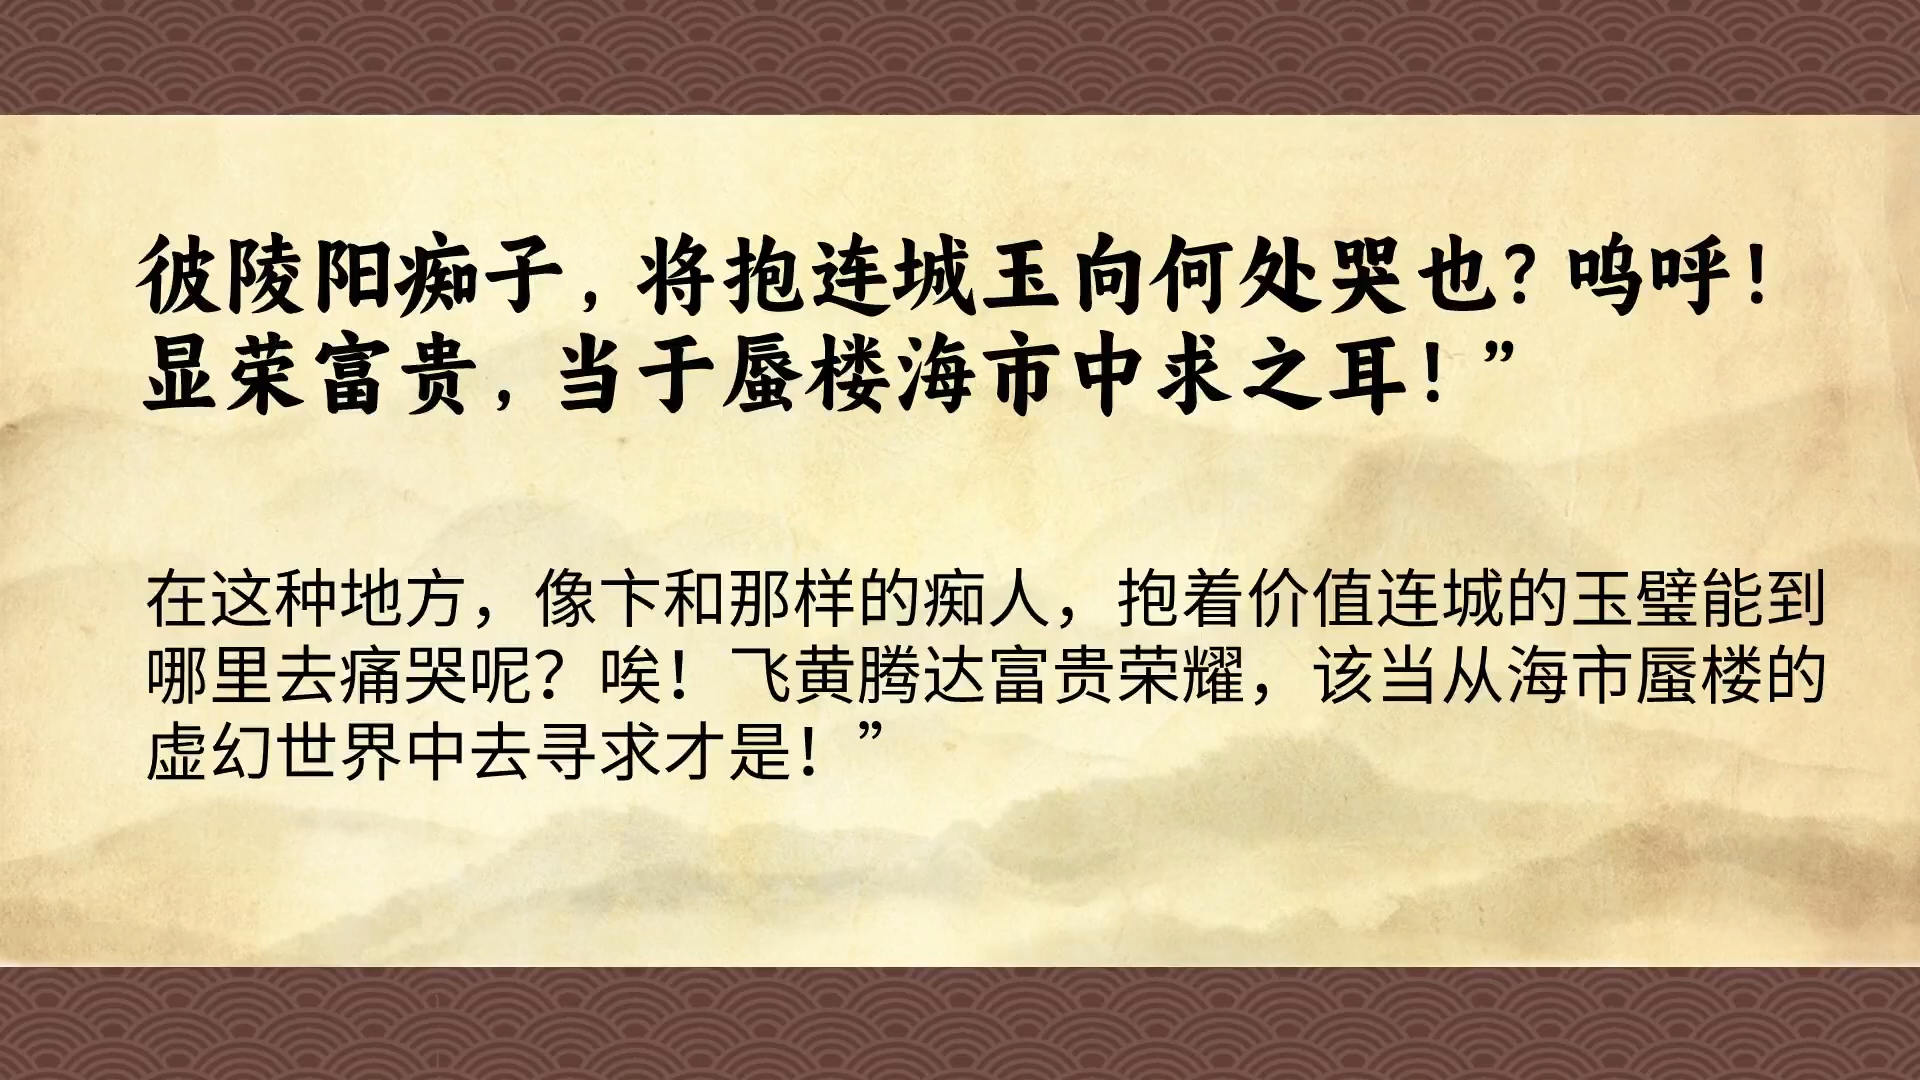 彼陵阳痴子，将抱连城玉向何处哭也？呜呼！
显荣富贵，当于蜃楼海市中求之耳！”
在这种地方，像卞和那样的痴人，抱着价值连城的玉璧能到
哪里去痛哭呢？唉！飞黄腾达富贵荣耀，该当从海市蜃楼的
虚幻世界中去寻求才是！”